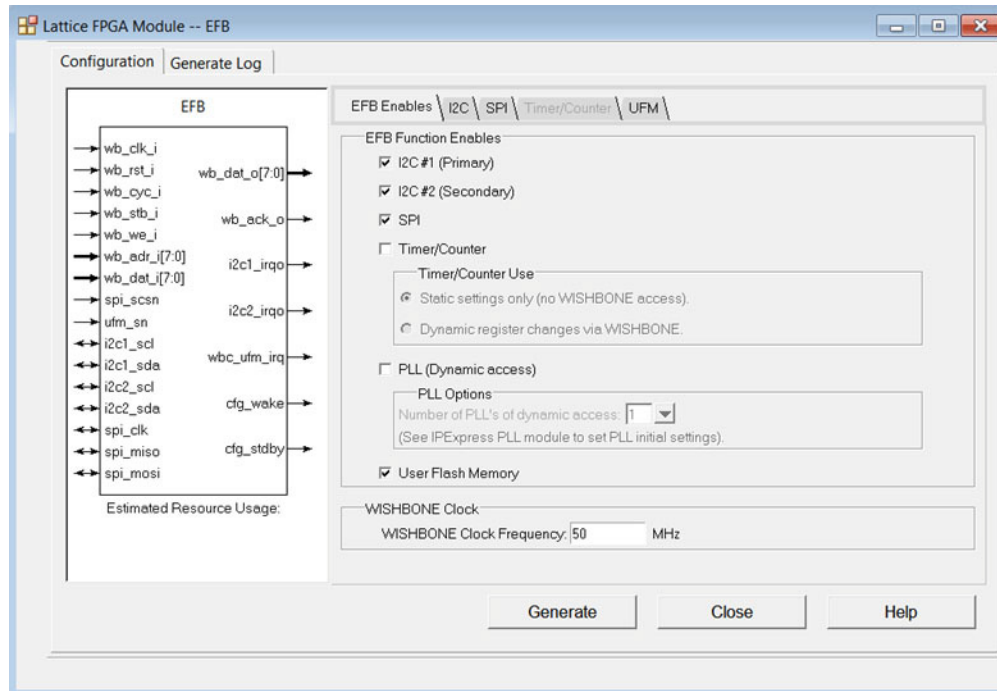 Lattice FPGA Module -- EFB
Configuration
Generate Log
EFB
wb_clk_i
wb_rst_i
wb_cyc_i
wb_stb_i
wb_we_i
wb_adr_i[7:0]
wb_dat_i[7:0]
spi_scsn
ufm_sn
i2c1_scl
i2c1_sda
i2c2_scl
i2c2_sda
spi_clk
spi_miso
spi_mosi
wb_dat_o[7:0]
wb_ack_o
i2c1_irqo
i2c2_irqo
wbc_ufm_irq
cfg_wake
cfg_stdby
Estimated Resource Usage:
EFB Enables
I2C
SPI
Timer/Counter
UFM
EFB Function Enables
I2C #1 (Primary)
I2C #2 (Secondary)
SPI
Timer/Counter
Timer/Counter Use
Static settings only (no WISHBONE access).
Dynamic register changes via WISHBONE.
PLL (Dynamic access)
PLL Options
Number of PLL's of dynamic access: 1
(See IPExpress PLL module to set PLL initial settings).
User Flash Memory
WISHBONE Clock
WISHBONE Clock Frequency: 50 MHz
Generate
Close
Help